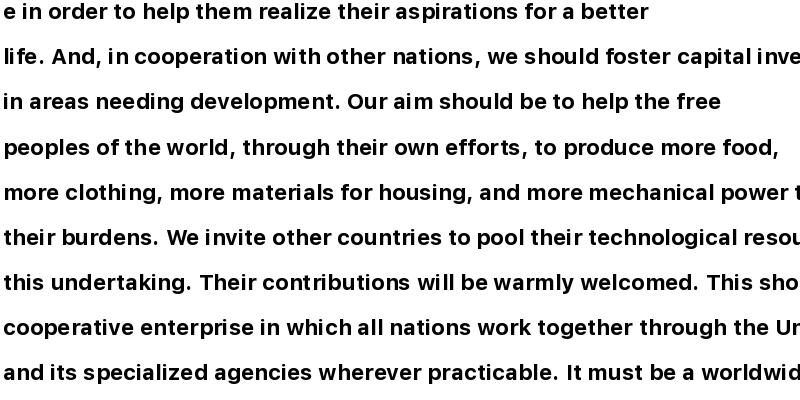 e in order to help them realize their aspirations for a better
life. And, in cooperation with other nations, we should foster capital inve
in areas needing development. Our aim should be to help the free
peoples of the world, through their own efforts, to produce more food,
more clothing, more materials for housing, and more mechanical power t
their burdens. We invite other countries to pool their technological resou
this undertaking. Their contributions will be warmly welcomed. This sho
cooperative enterprise in which all nations work together through the Un
and its specialized agencies wherever practicable. It must be a worldwid